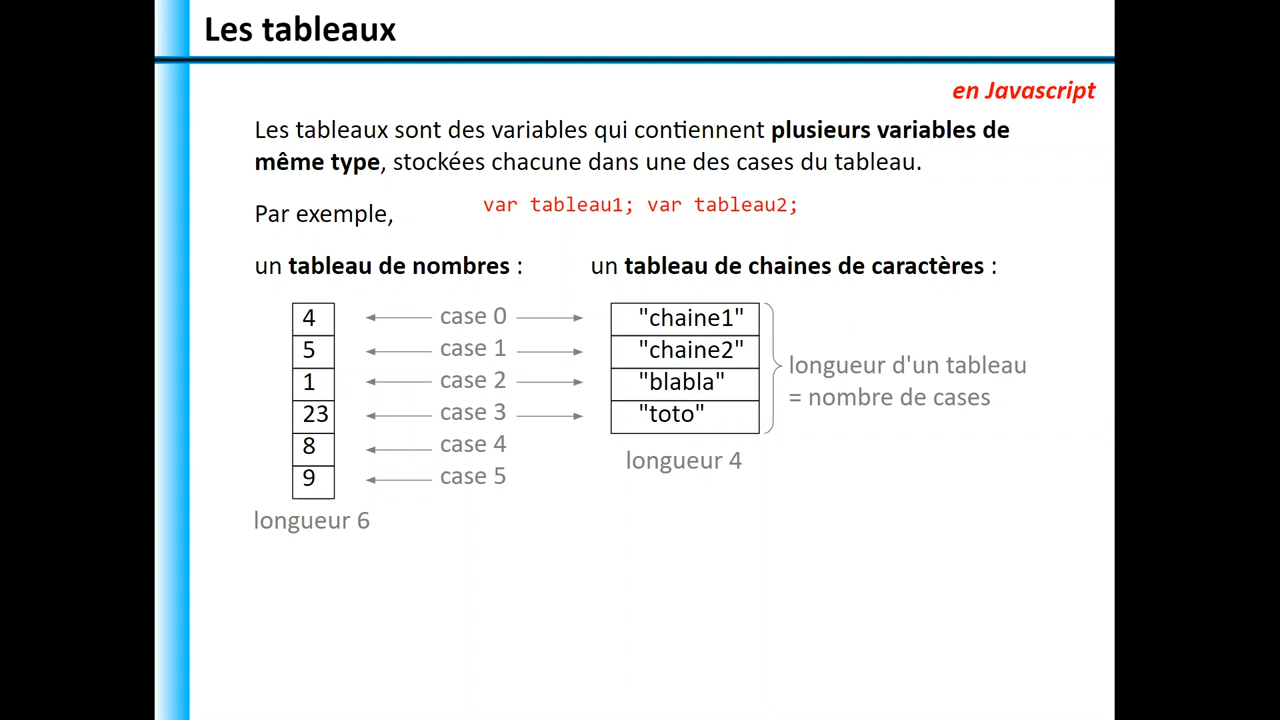 Les tableaux
en Javascript
Les tableaux sont des variables qui contiennent plusieurs variables de
même type, stockées chacune dans une des cases du tableau.
Par exemple,
var tableau1; var tableau2;
un tableau de nombres :
un tableau de chaines de caractères :
4
case 0
"chaine1"
5
case 1
"chaine2"
1
case 2
"blabla"
23
case 3
"toto"
8
case 4
9
case 5
longueur 6
longueur 4
longueur d'un tableau
= nombre de cases